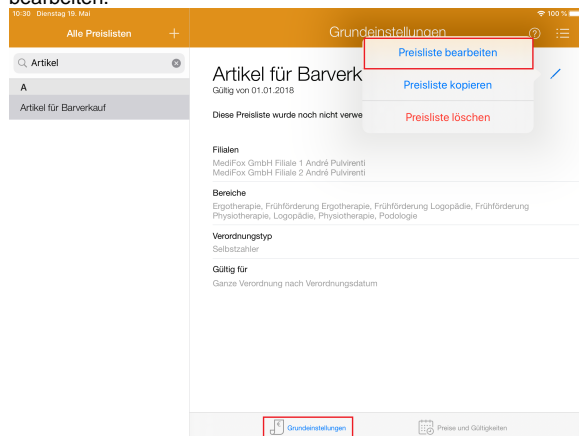 bearbeiten.
10:30 Dienstag 19. Mai
100 %
Alle Preislisten
Grundeinstellungen
Artikel
A
Artikel für Barverkauf
Preisliste bearbeiten
Preisliste kopieren
Preisliste löschen
Artikel für Barverk
Gültig von 01.01.2018
Diese Preisliste wurde noch nicht verwe
Filialen
MediFox GmbH Filiale 1 André Pulvirenti
MediFox GmbH Filiale 2 André Pulvirenti
Bereiche
Ergotherapie, Frühförderung Ergotherapie, Frühförderung Logopädie, Frühförderung
Physiotherapie, Logopädie, Physiotherapie, Podologie
Verordnungstyp
Selbstzahler
Gültig für
Ganze Verordnung nach Verordnungsdatum
Grundeinstellungen
Preise und Gültigkeiten